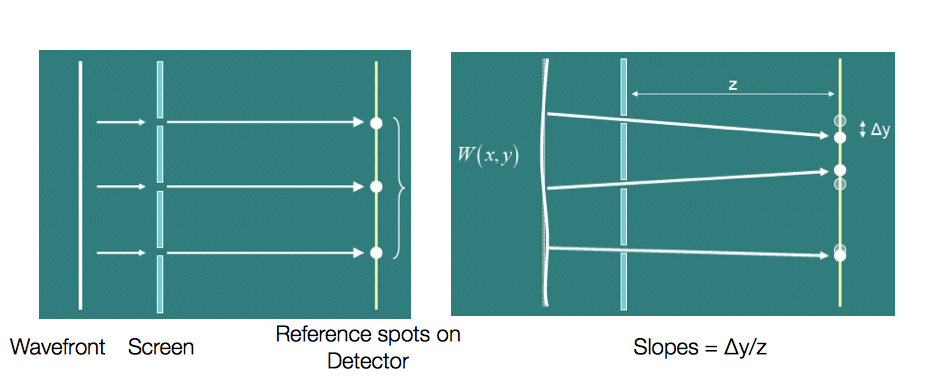 z
Δy
W(x,y)
Wavefront Screen Reference spots on
Detector
Slopes = Δy/z